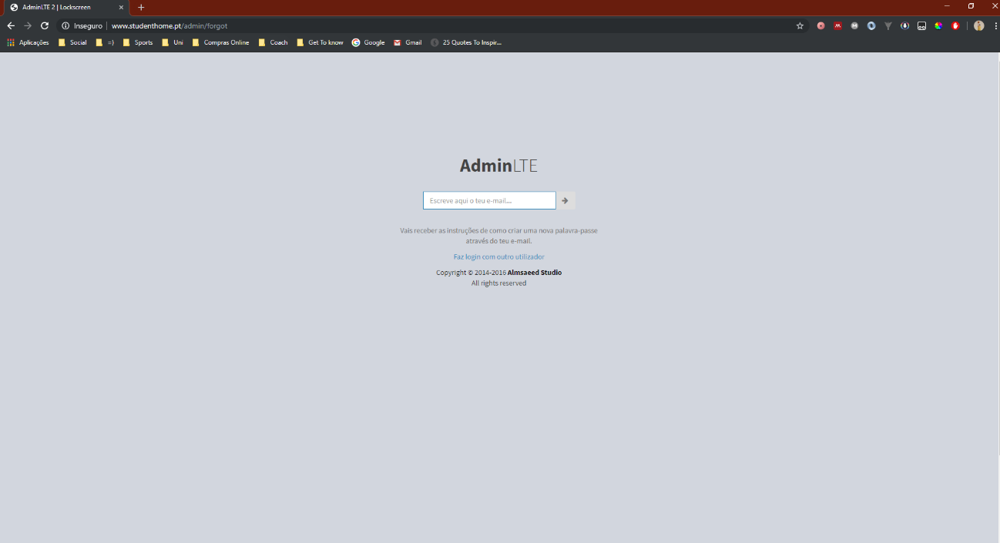 AdminLTE 2 | Lockscreen
Inseguro www.studenthome.pt/admin/forgot
Aplicações Social =) Sports Uni Compras Online Coach Get To know Google Gmail 25 Quotes To Inspir...
AdminLTE
Escreve aqui o teu e-mail...
Vais receber as instruções de como criar uma nova palavra-passe
através do teu e-mail.
Faz login com outro utilizador
Copyright © 2014-2016 Almsaeed Studio
All rights reserved